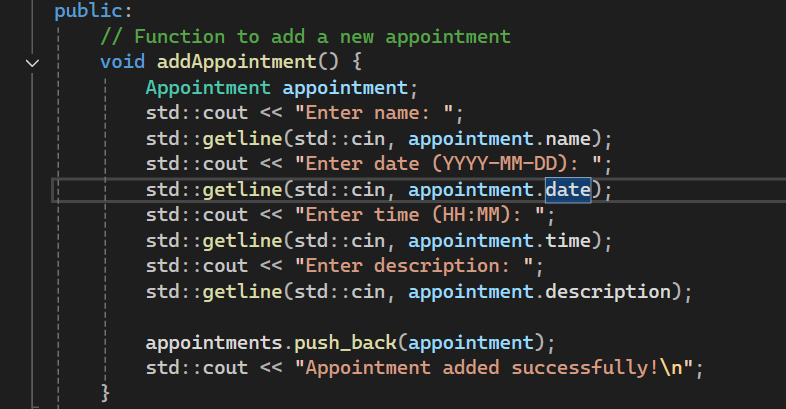 public:
// Function to add a new appointment
void addAppointment() {
Appointment appointment;
std::cout << "Enter name: ";
std::getline(std::cin, appointment.name);
std::cout << "Enter date (YYYY-MM-DD): ";
std::getline(std::cin, appointment.date);
std::cout << "Enter time (HH:MM): ";
std::getline(std::cin, appointment.time);
std::cout << "Enter description: ";
std::getline(std::cin, appointment.description);
appointments.push_back(appointment);
std::cout << "Appointment added successfully!\n";
}